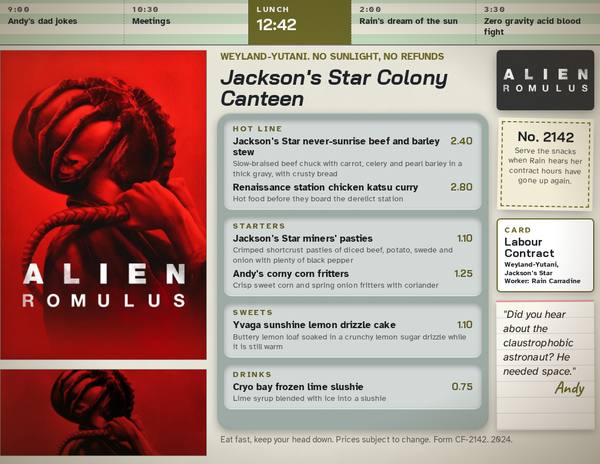 9:00
Andy's dad jokes
10:30
Meetings
LUNCH
12:42
2:00
Rain's dream of the sun
3:30
Zero gravity acid blood
fight
ALIEN
ROMULUS
WEYLAND-YUTANI. NO SUNLIGHT, NO REFUNDS
Jackson's Star Colony
Canteen
HOT LINE
Jackson's Star never-sunrise beef and barley 2.40
stew
Slow-braised beef chuck with carrot, celery and pearl barley in a
thick gravy, with crusty bread
Renaissance station chicken katsu curry 2.80
Hot food before they board the derelict station
STARTERS
Jackson's Star miners' pasties 1.10
Crimped shortcrust pasties of diced beef, potato, swede and
onion with plenty of black pepper
Andy's corny corn fritters 1.25
Crisp sweet corn and spring onion fritters with coriander
SWEETS
Yvaga sunshine lemon drizzle cake 1.10
Buttery lemon loaf soaked in a crunchy lemon sugar drizzle while
it is still warm
DRINKS
Cryo bay frozen lime slushie 0.75
Lime syrup blended with ice into a slushie
Eat fast, keep your head down. Prices subject to change. Form CF-2142. 2024.
ALIEN
ROMULUS
No. 2142
Serve the snacks
when Rain hears her
contract hours have
gone up again.
CARD
Labour
Contract
Weyland-Yutani,
Jackson's Star
Worker: Rain Carradine
"Did you hear
about the
claustrophobic
astronaut? He
needed space."
Andy